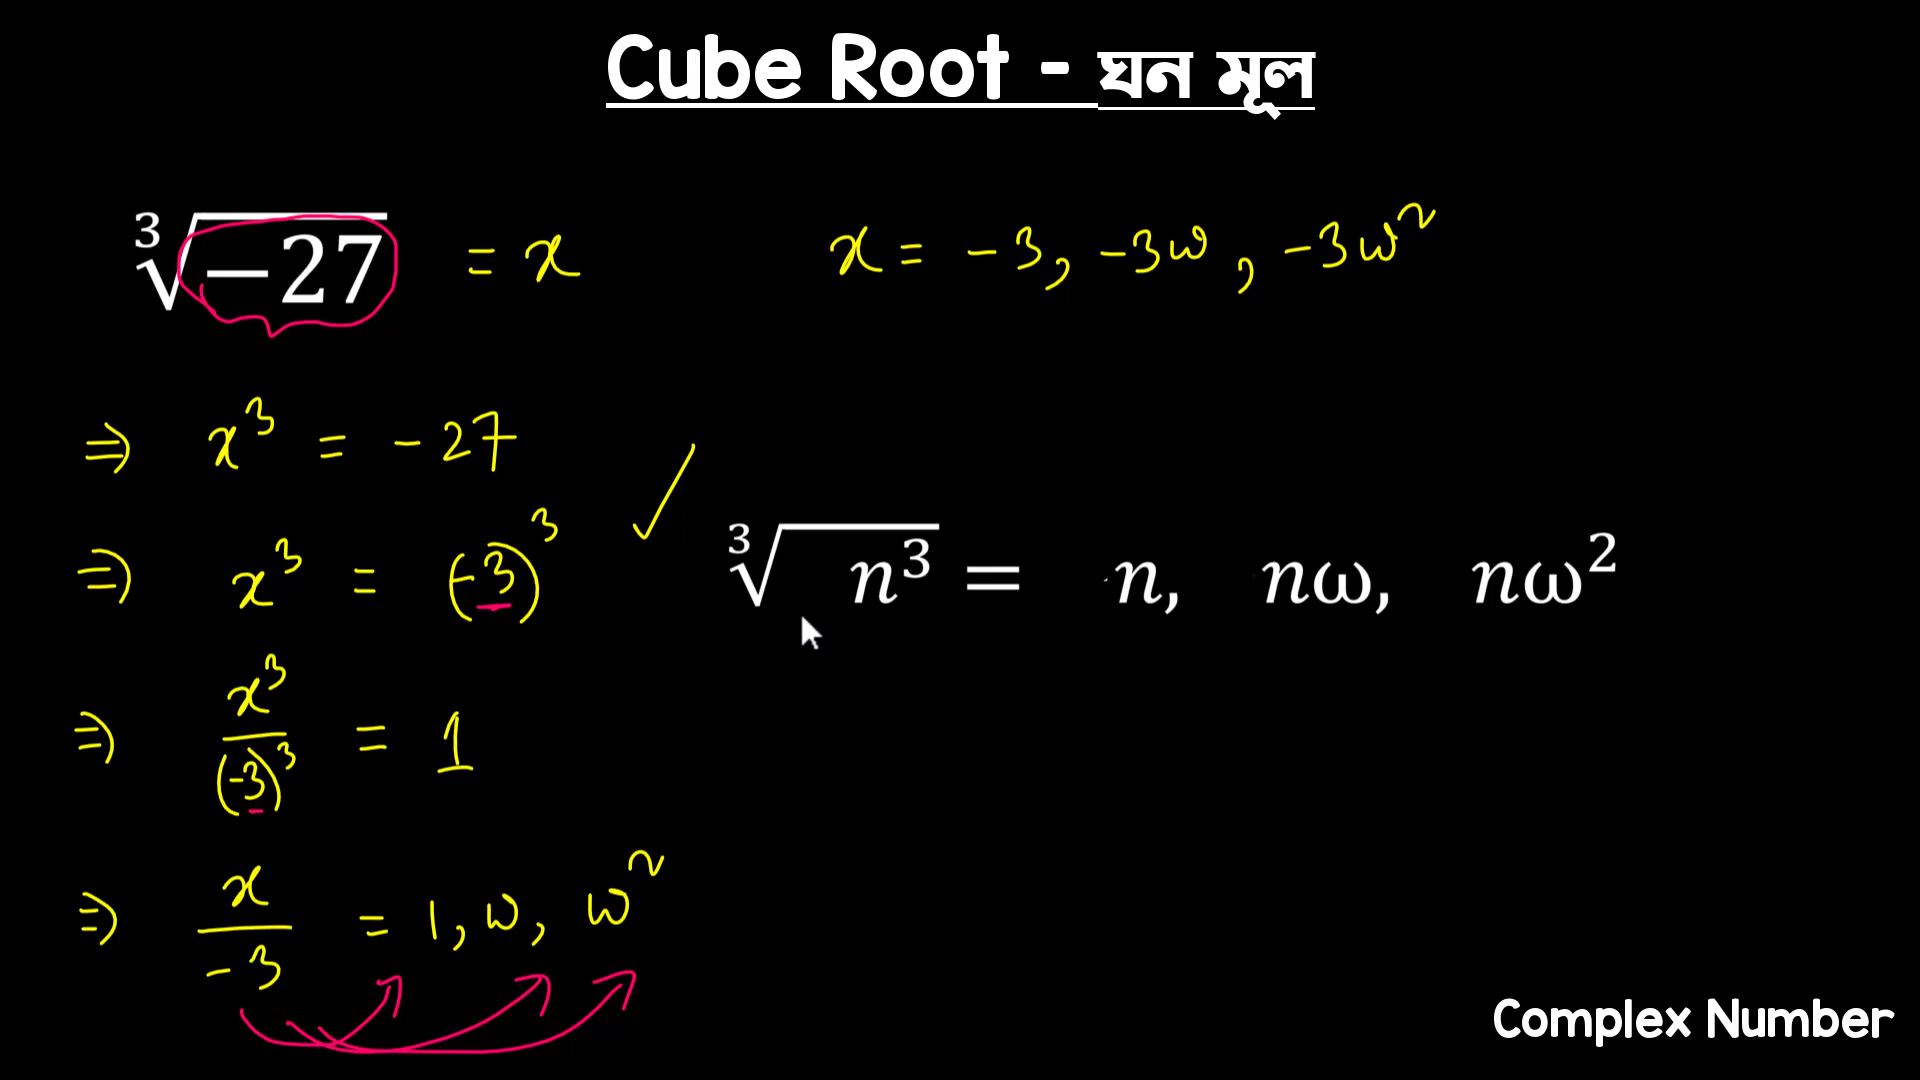 Cube Root - ঘন মূল
∛-27 = x
x = -3, -3ω, -3ω²
⇒ x³ = -27
⇒ x³ = (-3)³
∛n³ = n, nω, nω²
⇒ x³/(-3)³ = 1
⇒ x/-3 = 1, ω, ω²
Complex Number